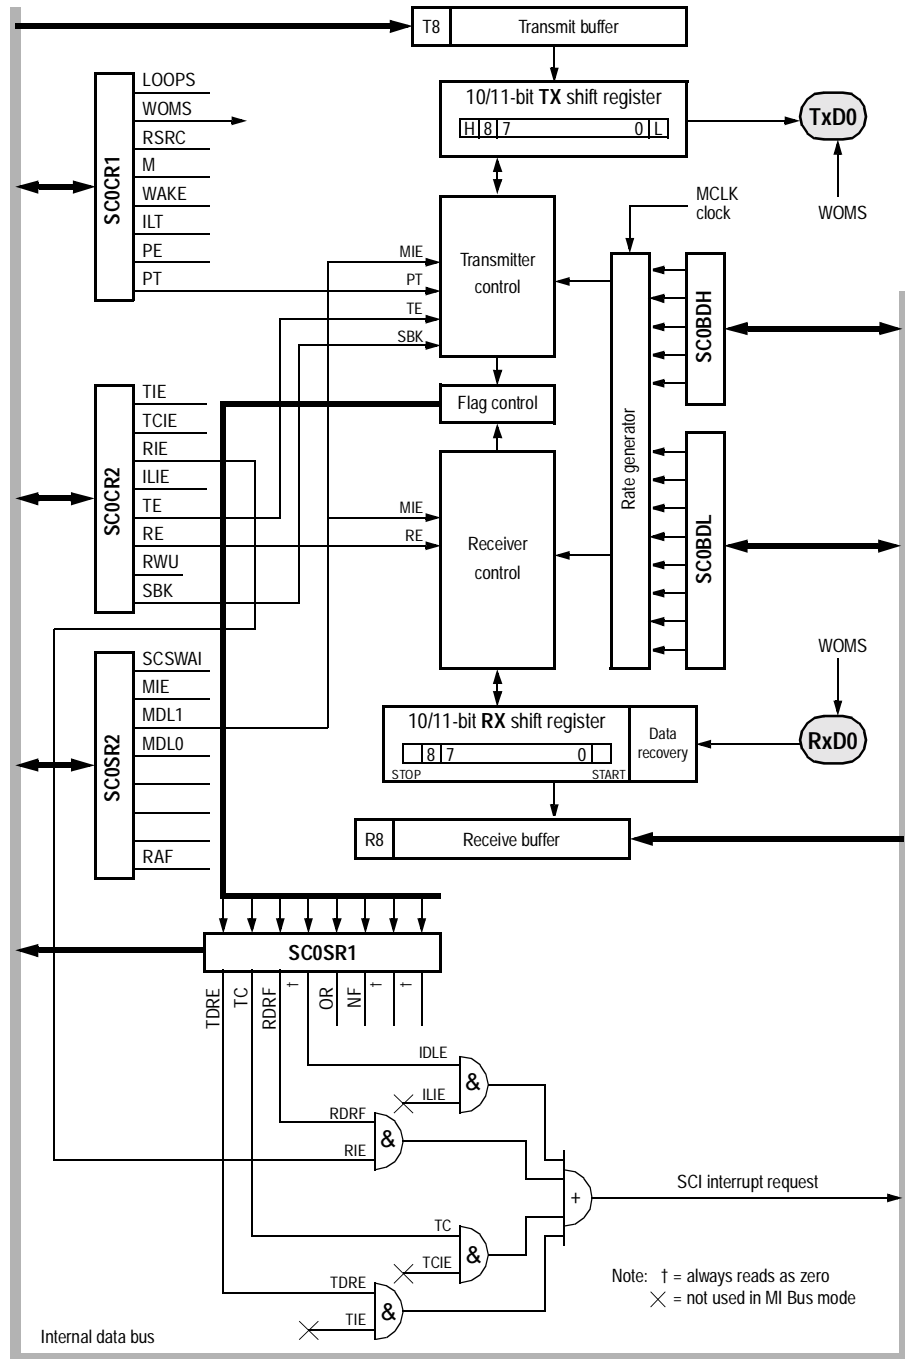 T8 Transmit buffer
10/11-bit TX shift register
H 8 7 0 L
TxD0
WOMS
MCLK
clock
SC0CR1
LOOPS
WOMS
RSRC
M
WAKE
ILT
PE
PT
MIE
PT
TE
SBK
Transmitter
control
Flag control
Rate generator
SC0BDH
SC0BDL
SC0CR2
TIE
TCIE
RIE
ILIE
TE
RE
RWU
SBK
MIE
RE
Receiver
control
SC0SR2
SCSWAI
MIE
MDL1
MDL0
RAF
WOMS
RxD0
10/11-bit RX shift register
8 7 0
STOP START
Data
recovery
R8 Receive buffer
SC0SR1
TDRE
TC
RDRF
†
OR
NF
†
†
IDLE
ILIE
&
RDRF
RIE
&
TC
TCIE
&
TDRE
TIE
&
+
SCI interrupt request
Note: † = always reads as zero
= not used in MI Bus mode
Internal data bus